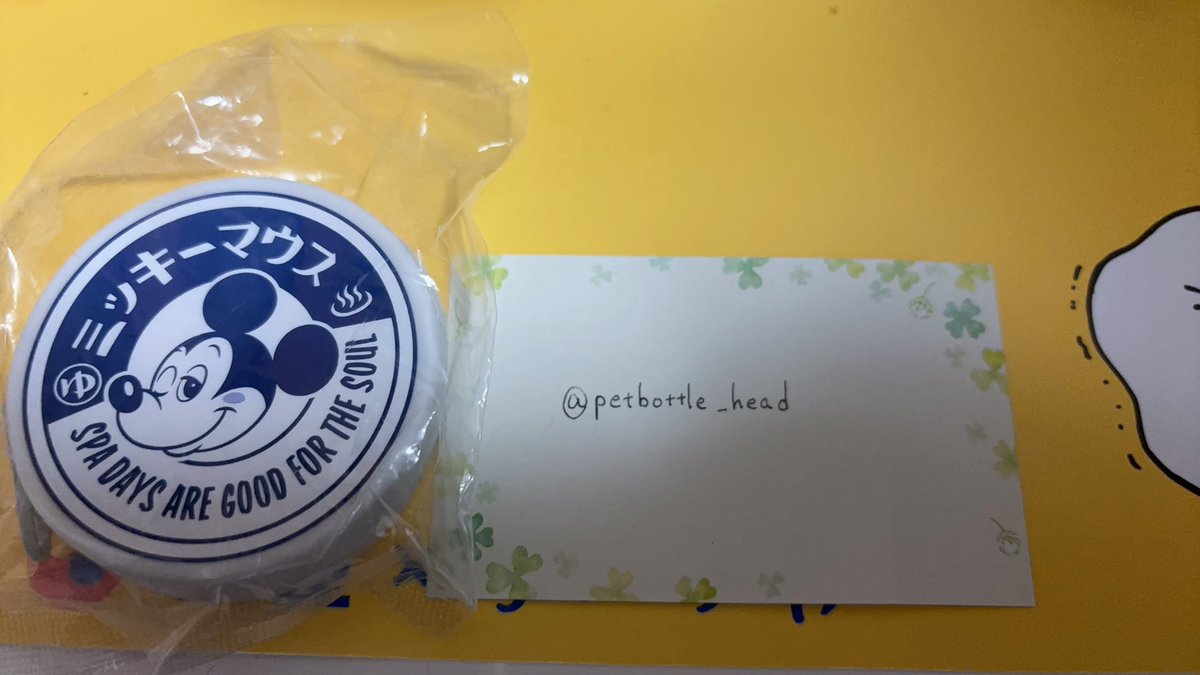 ミッキーマウス
♨
ゆ
SPA DAYS ARE GOOD FOR THE SOUL
@petbottle_head